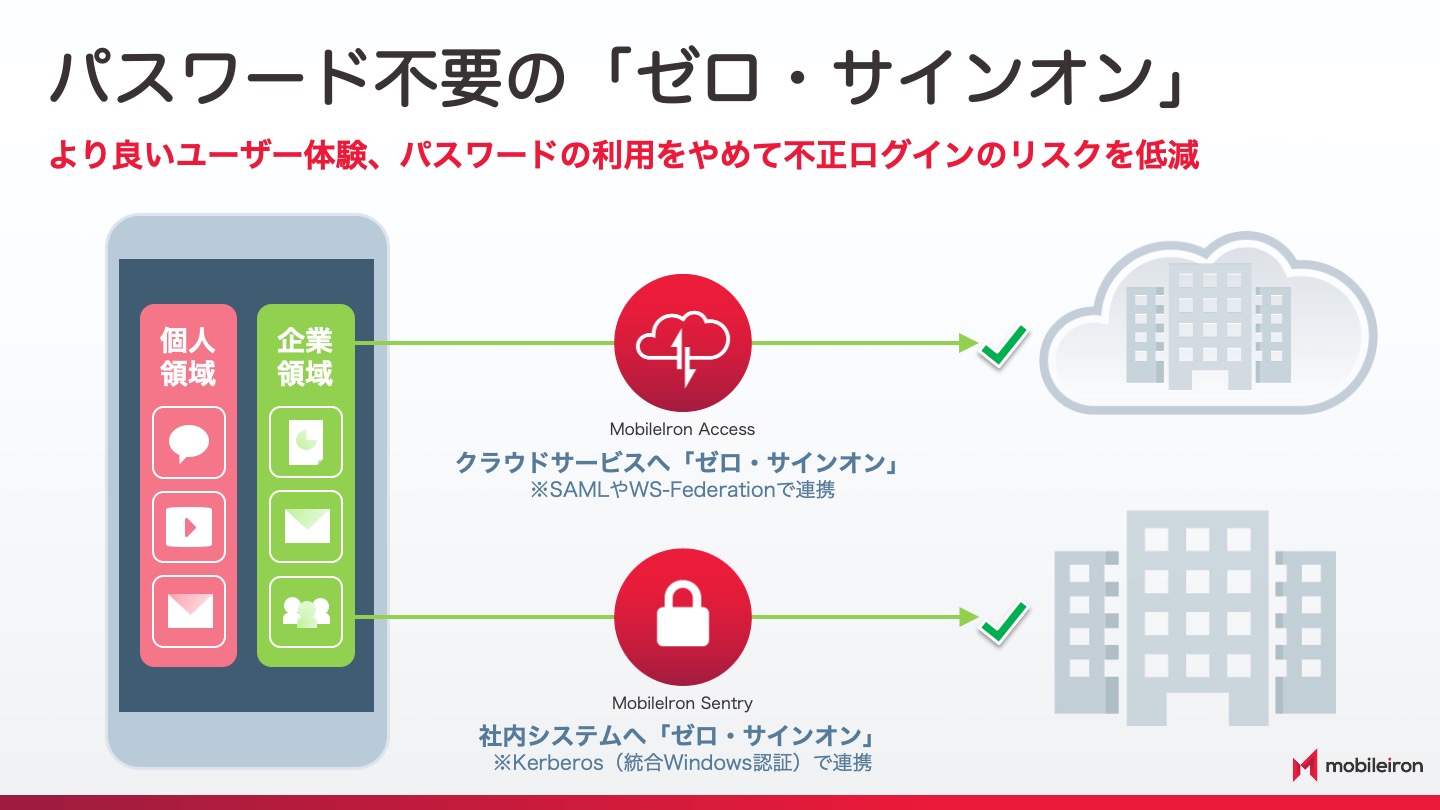 パスワード不要の「ゼロ・サインオン」
より良いユーザー体験、パスワードの利用をやめて不正ログインのリスクを低減
個人
領域
企業
領域
MobileIron Access
クラウドサービスへ「ゼロ・サインオン」
※SAMLやWS-Federationで連携
MobileIron Sentry
社内システムへ「ゼロ・サインオン」
※Kerberos（統合Windows認証）で連携
mobileiron